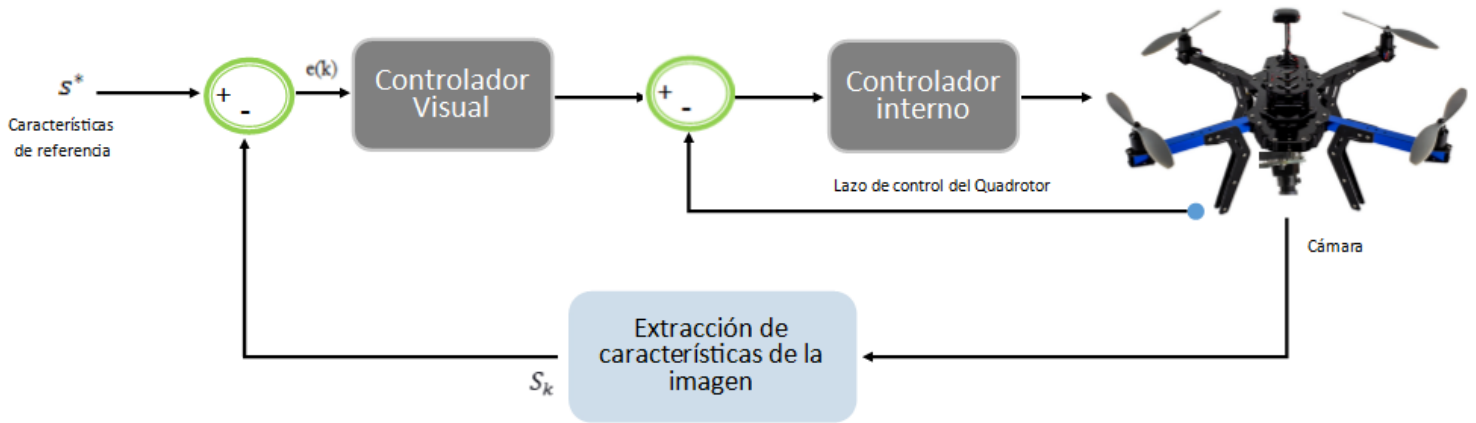 s*
Características
de referencia
+
-
e(k)
Controlador
Visual
+
-
Controlador
interno
Lazo de control del Quadrotor
Cámara
Extracción de
características de la
imagen
S_k